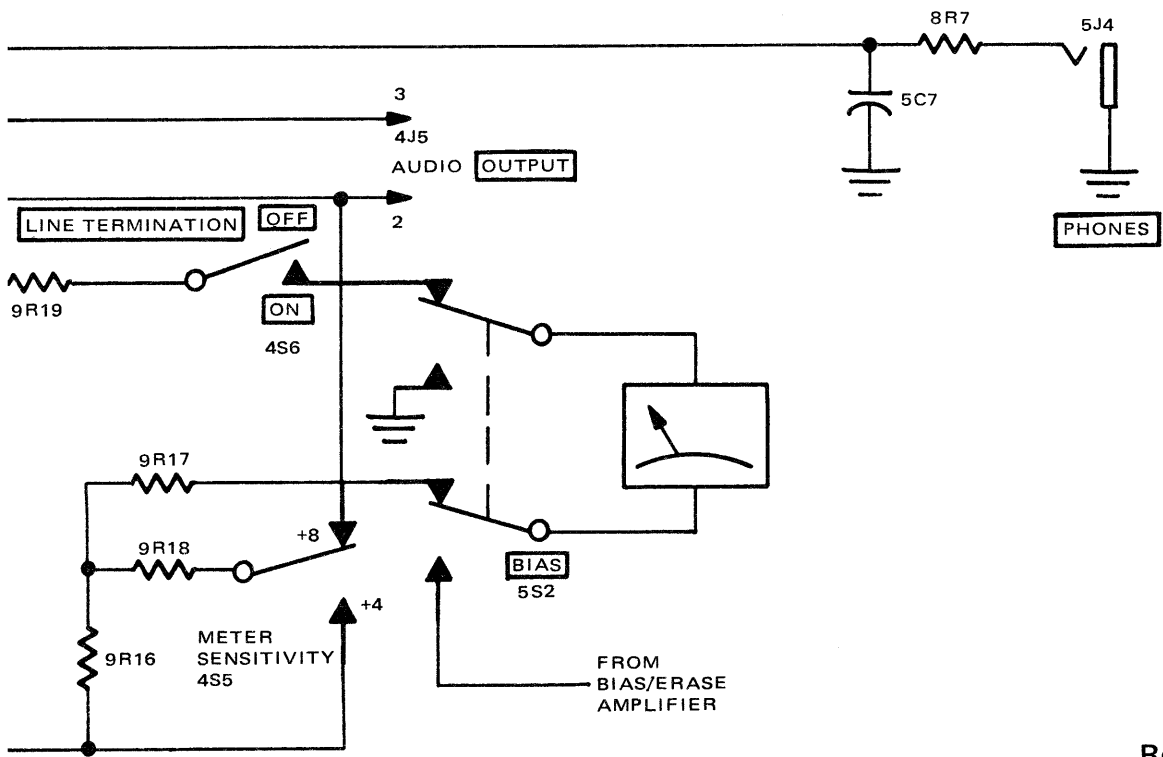 8R7
5J4
5C7
3
4J5
AUDIO OUTPUT
2
PHONES
LINE TERMINATION
OFF
9R19
ON
4S6
9R17
+8
9R18
BIAS
5S2
+4
9R16
METER
SENSITIVITY
4S5
FROM
BIAS/ERASE
AMPLIFIER